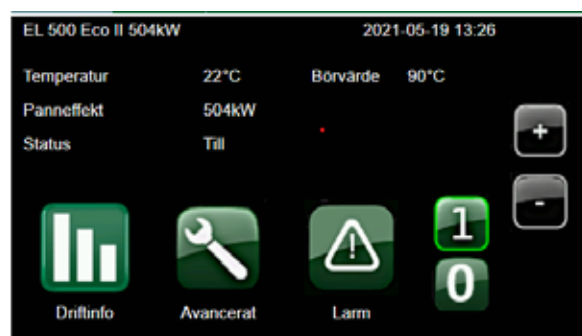 EL 500 Eco II 504kW 2021-05-19 13:26
Temperatur 22°C Börvärde 90°C
Panneffekt 504kW
Status Till
+
-
1
0
Driftinfo Avancerat Larm